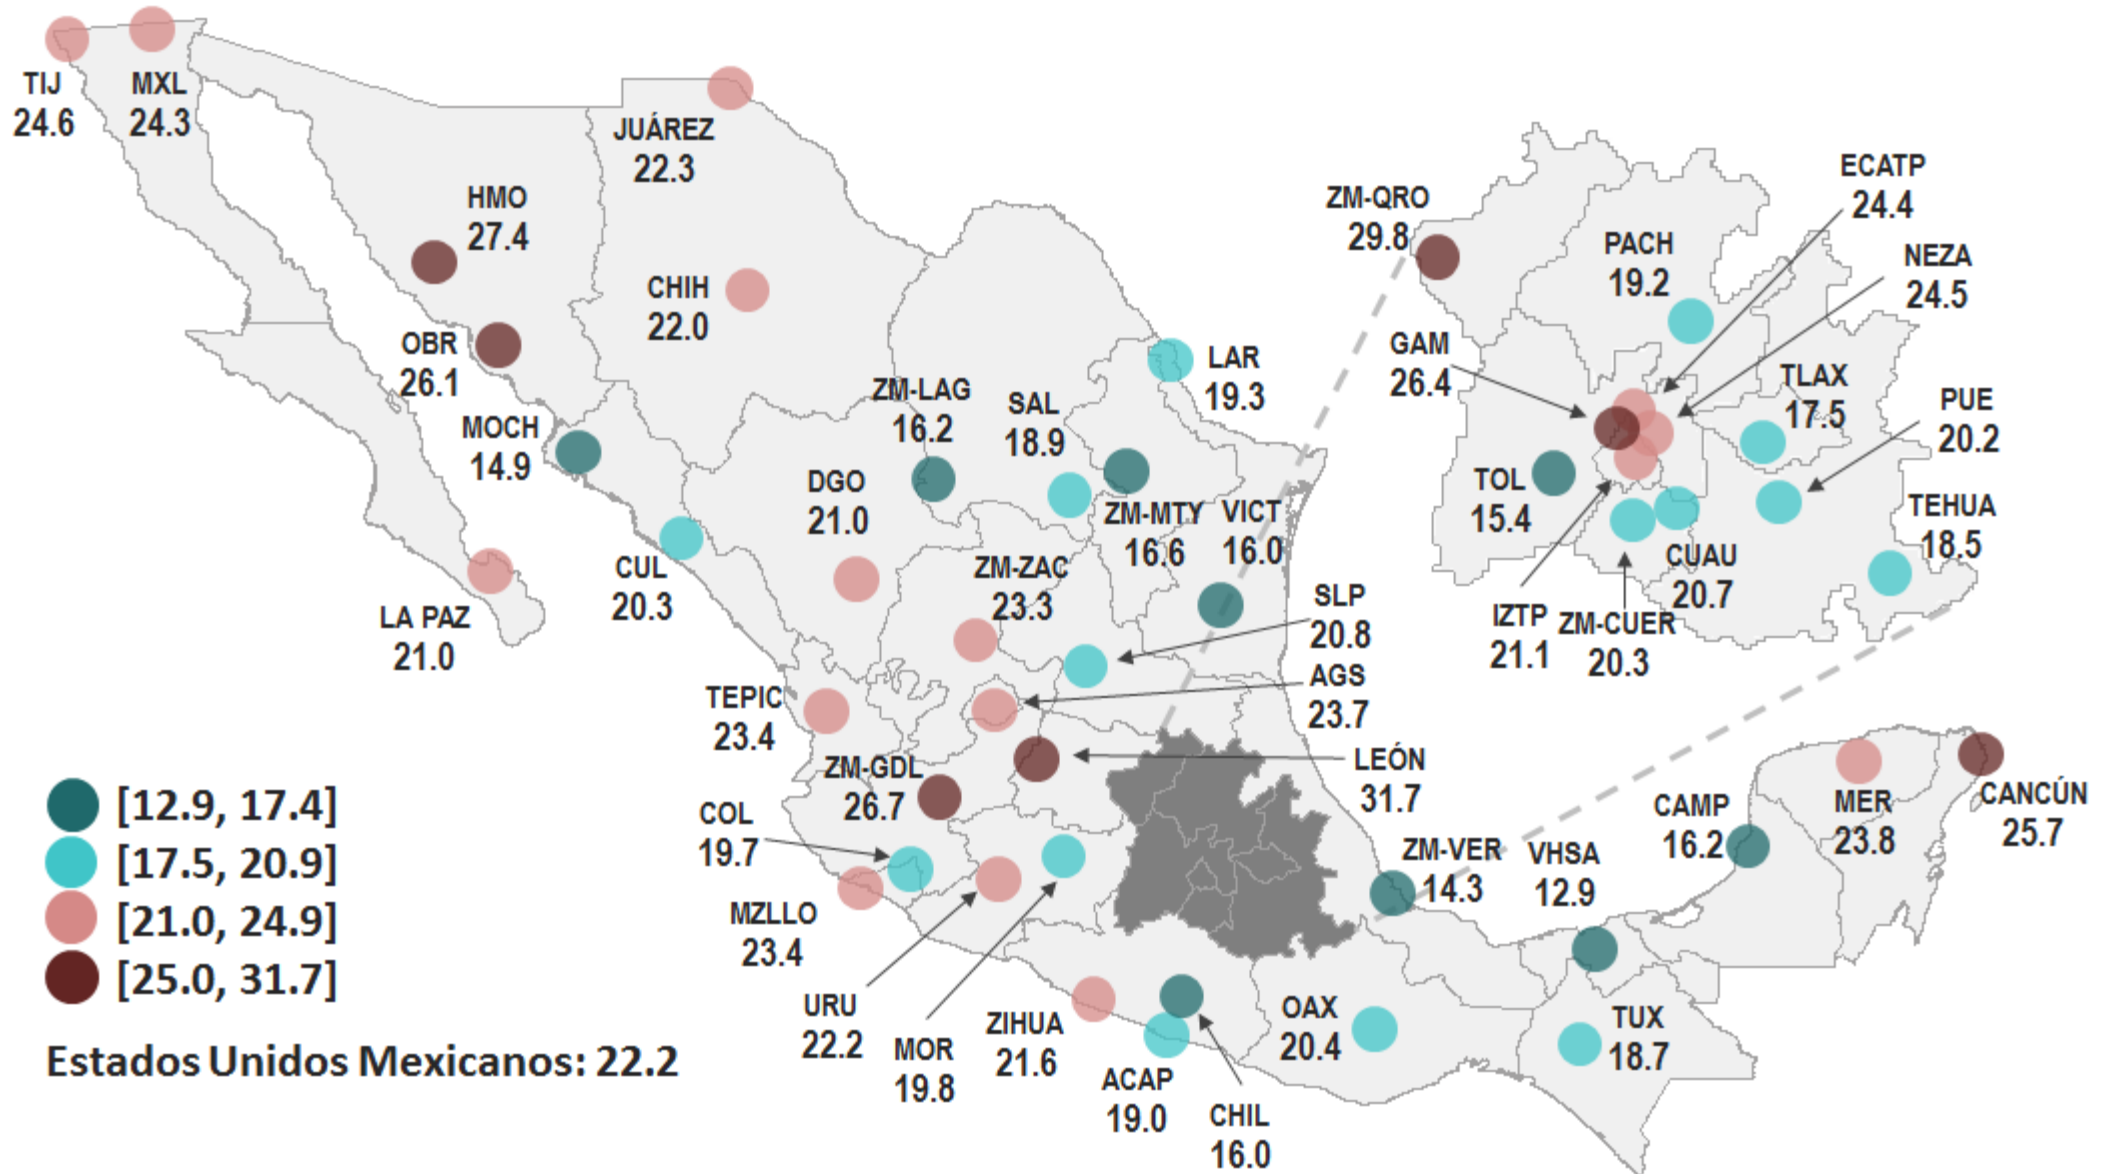 TIJ
24.6
MXL
24.3
JUÁREZ
22.3
HMO
27.4
CHIH
22.0
OBR
26.1
MOCH
14.9
ZM-LAG
16.2
SAL
18.9
LAR
19.3
DGO
21.0
ZM-MTY
16.6
VICT
16.0
CUL
20.3
LA PAZ
21.0
ZM-ZAC
23.3
SLP
20.8
AGS
23.7
TEPIC
23.4
LEÓN
31.7
ZM-GDL
26.7
COL
19.7
MZLLO
23.4
URU
22.2
MOR
19.8
ZIHUA
21.6
ACAP
19.0
CHIL
16.0
OAX
20.4
ZM-VER
14.3
VHSA
12.9
TUX
18.7
CAMP
16.2
MER
23.8
CANCÚN
25.7
ZM-QRO
29.8
PACH
19.2
ECATP
24.4
NEZA
24.5
GAM
26.4
TLAX
17.5
PUE
20.2
TOL
15.4
TEHUA
18.5
CUAU
20.7
IZTP
21.1
ZM-CUER
20.3
[12.9, 17.4]
[17.5, 20.9]
[21.0, 24.9]
[25.0, 31.7]
Estados Unidos Mexicanos: 22.2